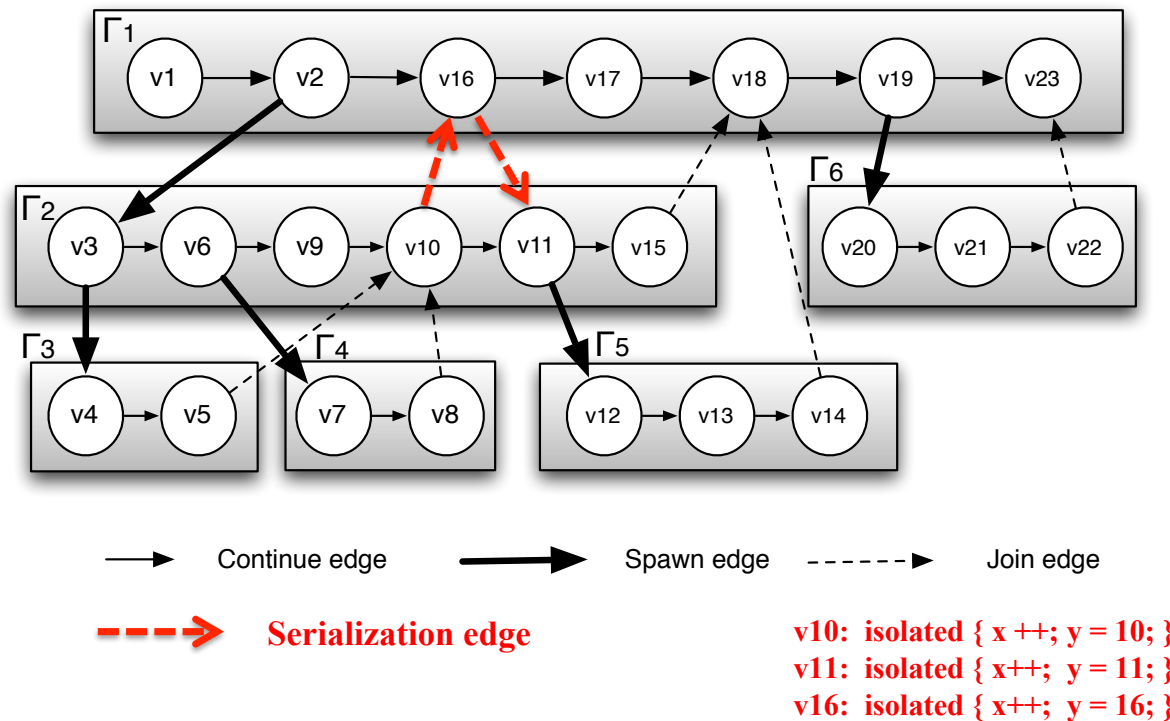 Γ1
v1 v2 v16 v17 v18 v19 v23
Γ2
v3 v6 v9 v10 v11 v15
Γ6
v20 v21 v22
Γ3
v4 v5
Γ4
v7 v8
Γ5
v12 v13 v14
Continue edge Spawn edge Join edge
Serialization edge
v10: isolated { x ++; y = 10; }
v11: isolated { x++; y = 11; }
v16: isolated { x++; y = 16; }